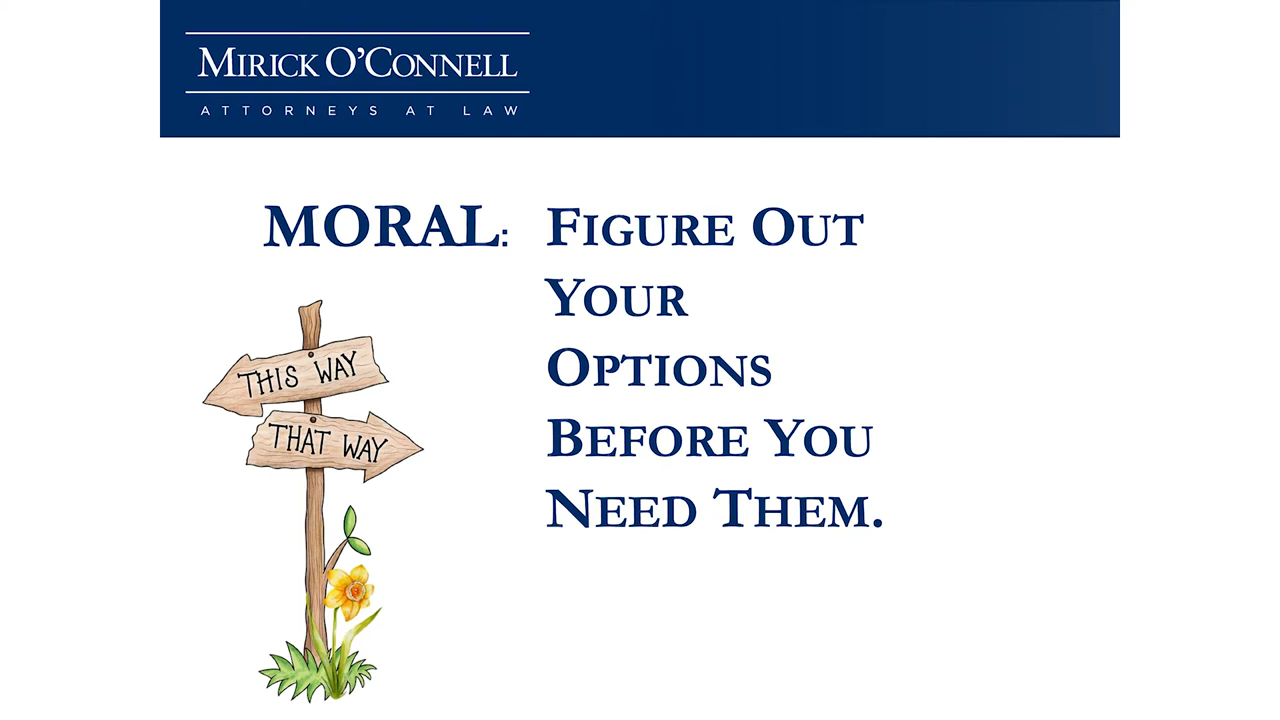 MIRICK O'CONNELL
ATTORNEYS AT LAW
MORAL: FIGURE OUT
YOUR
OPTIONS
BEFORE YOU
NEED THEM.
THIS WAY
THAT WAY